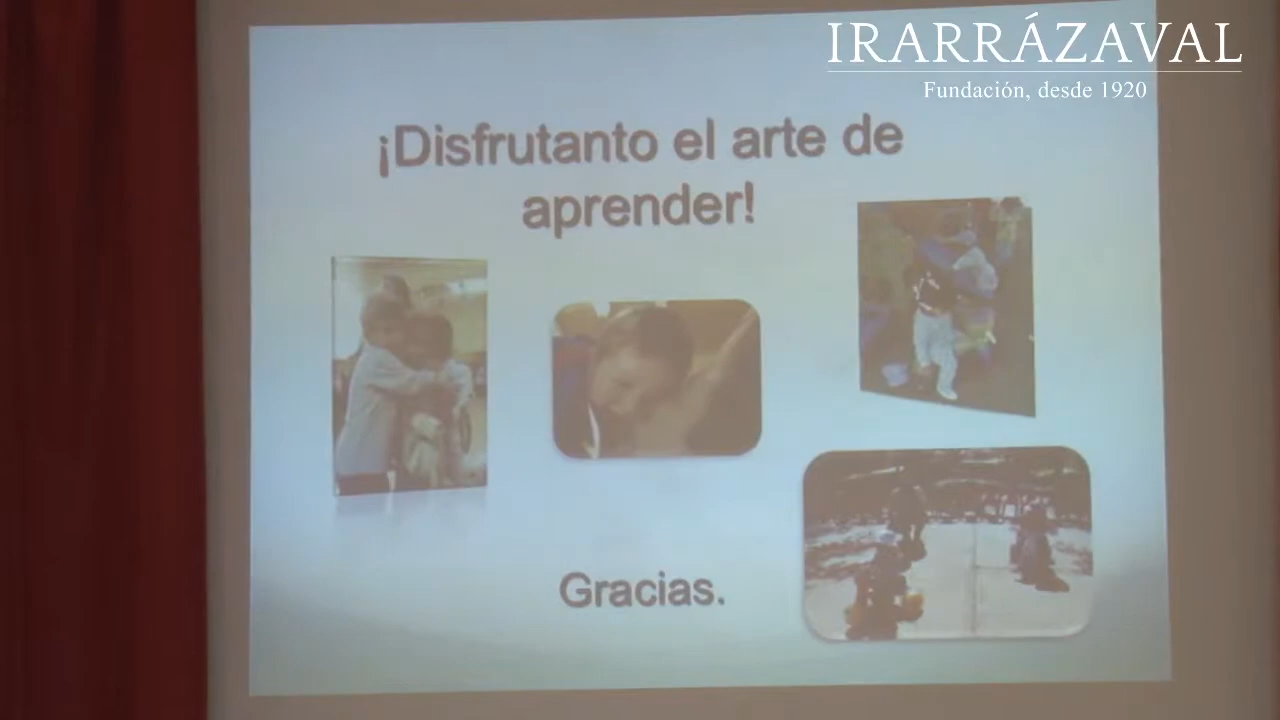 IRARRÁZAVAL
Fundación, desde 1920
¡Disfrutanto el arte de
aprender!
Gracias.